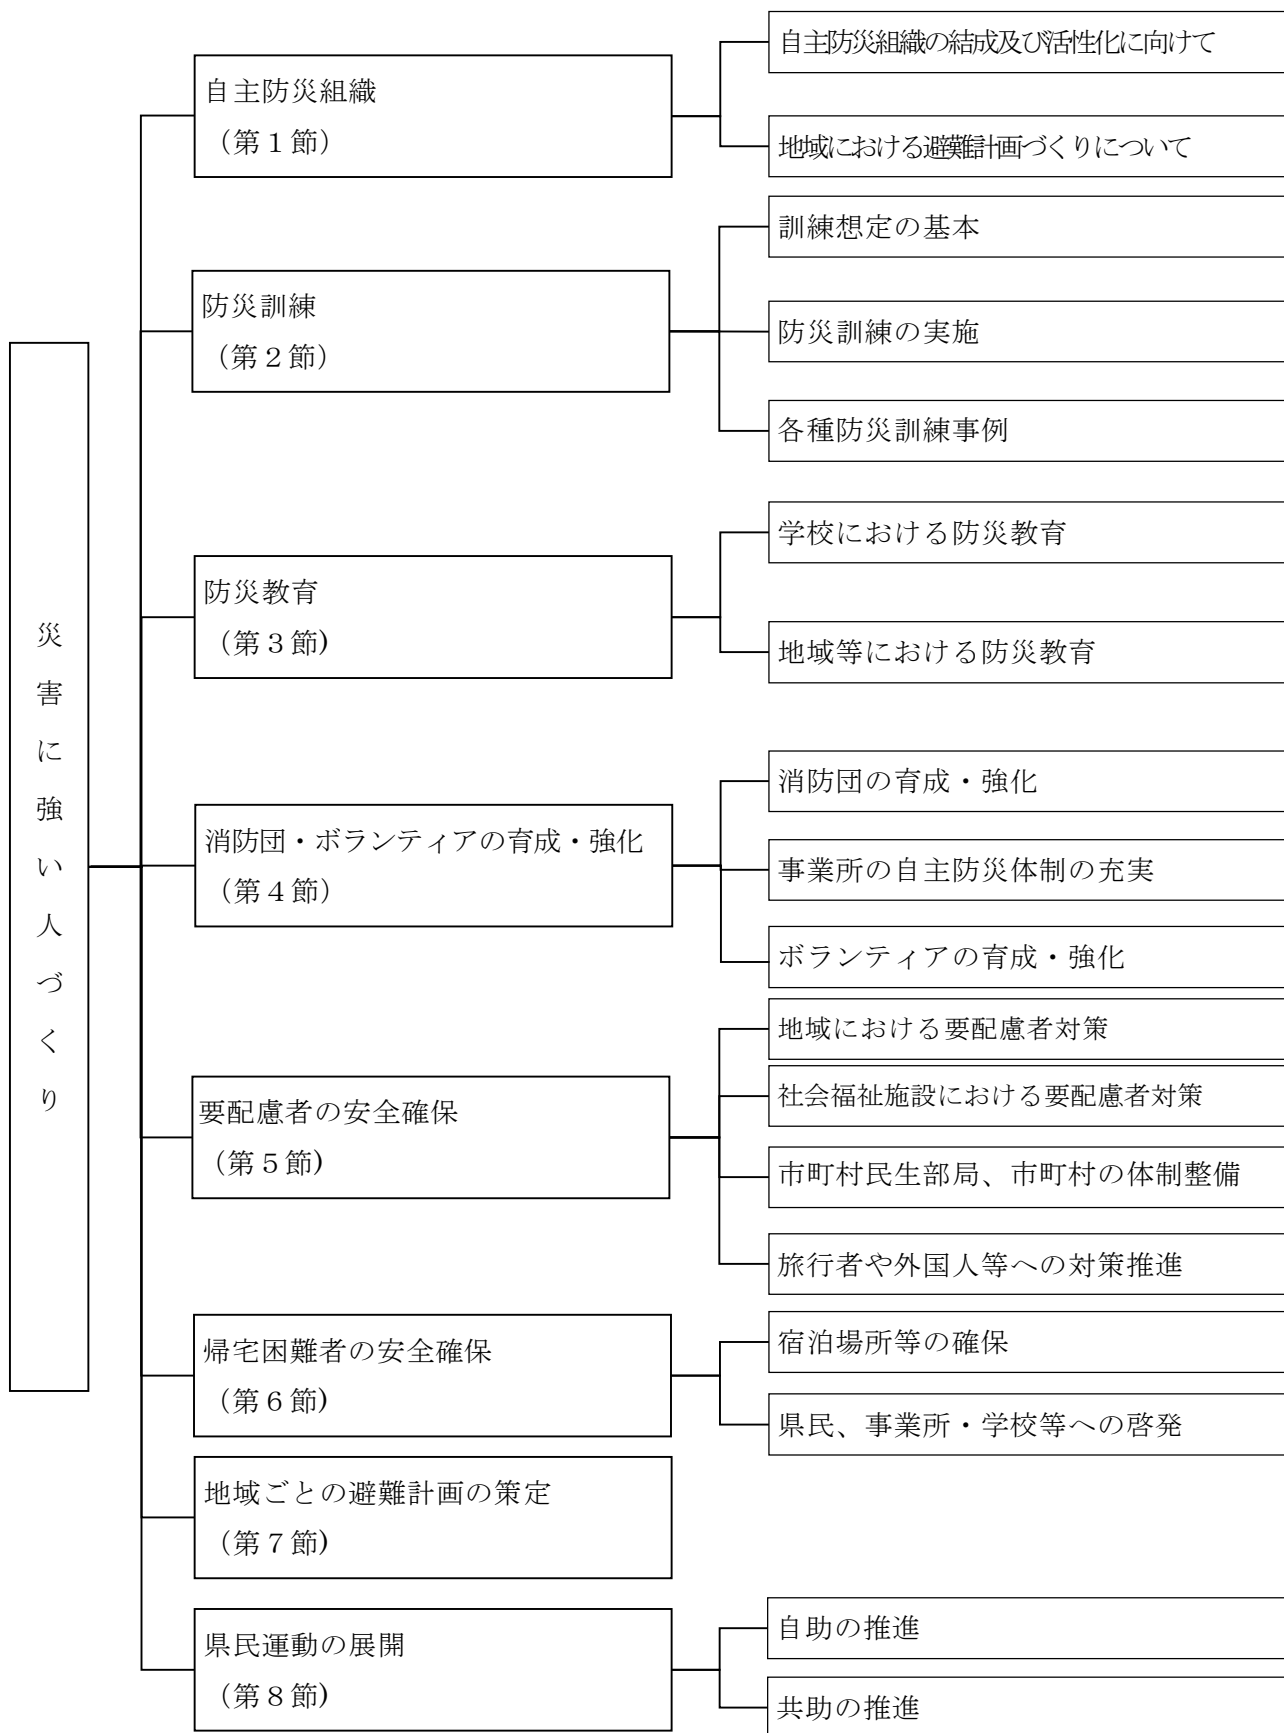 災害に強い人づくり
自主防災組織
（第１節）
自主防災組織の結成及び活性化に向けて
地域における避難計画づくりについて
防災訓練
（第２節）
訓練想定の基本
防災訓練の実施
各種防災訓練事例
防災教育
（第３節)
学校における防災教育
地域等における防災教育
消防団・ボランティアの育成・強化
（第４節）
消防団の育成・強化
事業所の自主防災体制の充実
ボランティアの育成・強化
要配慮者の安全確保
（第５節)
地域における要配慮者対策
社会福祉施設における要配慮者対策
市町村民生部局、市町村の体制整備
旅行者や外国人等への対策推進
帰宅困難者の安全確保
（第６節)
宿泊場所等の確保
県民、事業所・学校等への啓発
地域ごとの避難計画の策定
（第７節)
県民運動の展開
（第８節)
自助の推進
共助の推進